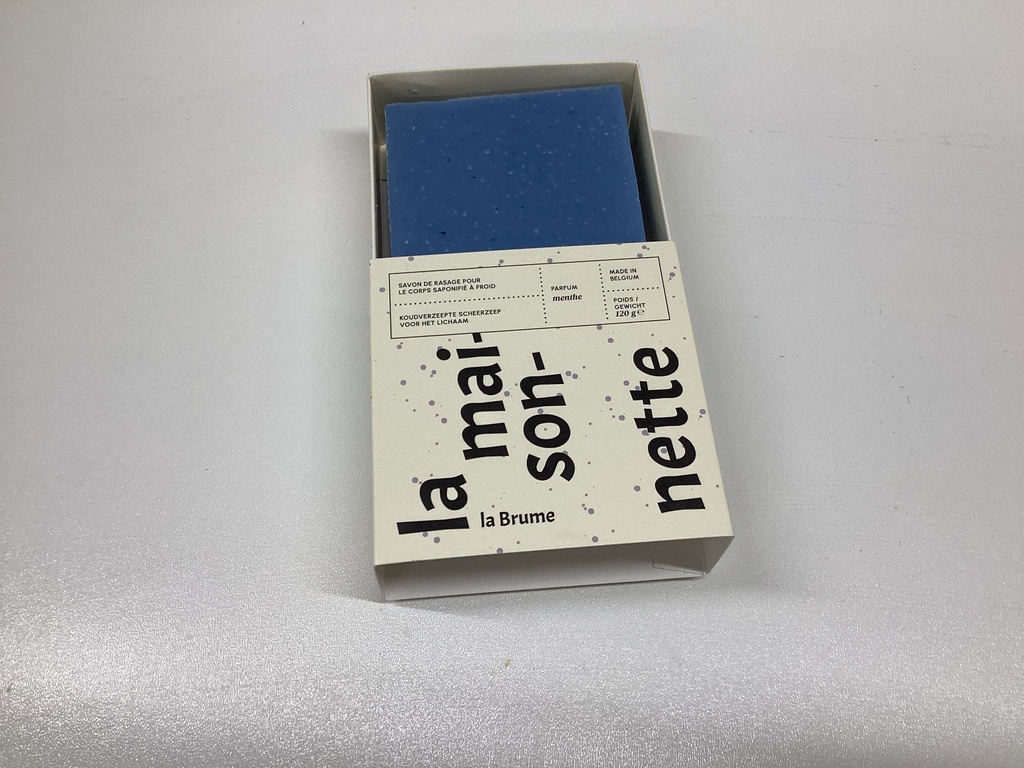 SAVON DE RASAGE POUR
LE CORPS SAPONIFIÉ À FROID
KOUDVERZEEPTE SCHEERZEEP
VOOR HET LICHAAM
PARFUM
menthe
MADE IN
BELGIUM
POIDS /
GEWICHT
120 g ℮
la
mai-
son-
nette
la Brume